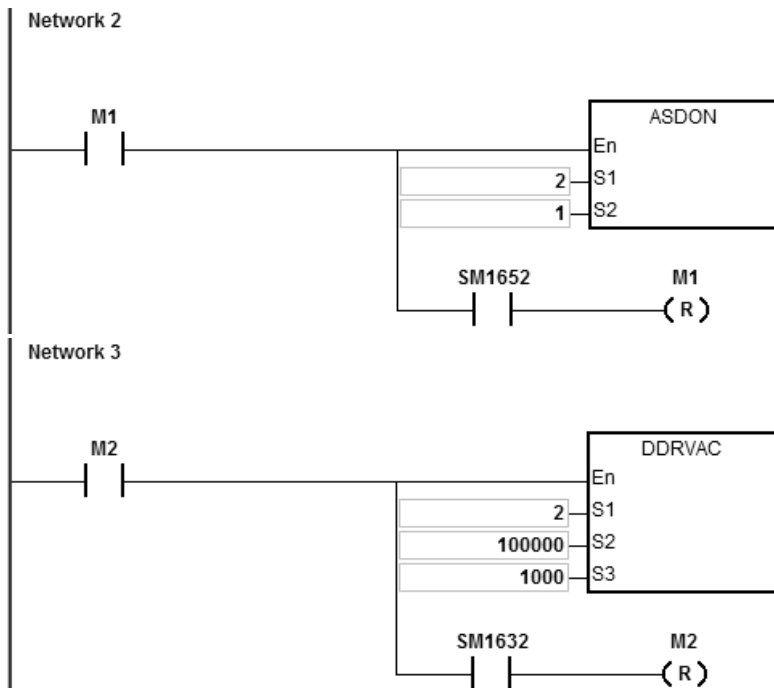 Network 2
M1
ASDON
En
2 S1
1 S2
SM1652 M1
( R )
Network 3
M2
DDRVAC
En
2 S1
100000 S2
1000 S3
SM1632 M2
( R )